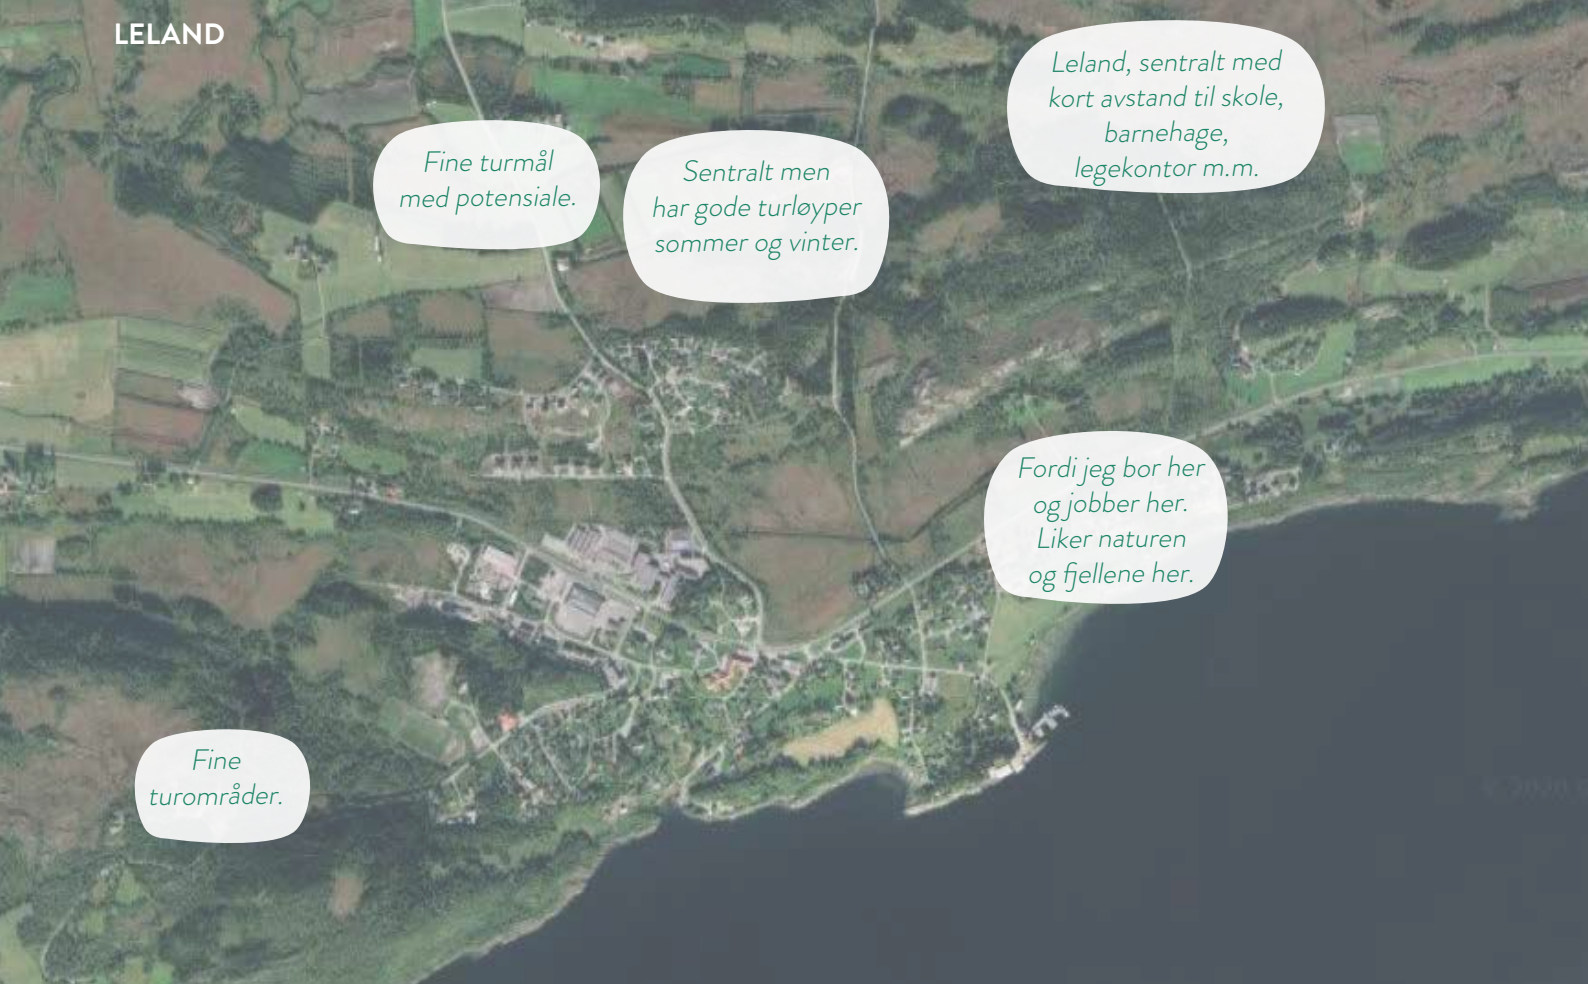 LELAND
Leland, sentralt med
kort avstand til skole,
barnehage,
legekontor m.m.
Fine turmål
med potensiale.
Sentralt men
har gode turløyper
sommer og vinter.
Fordi jeg bor her
og jobber her.
Liker naturen
og fjellene her.
Fine
turområder.